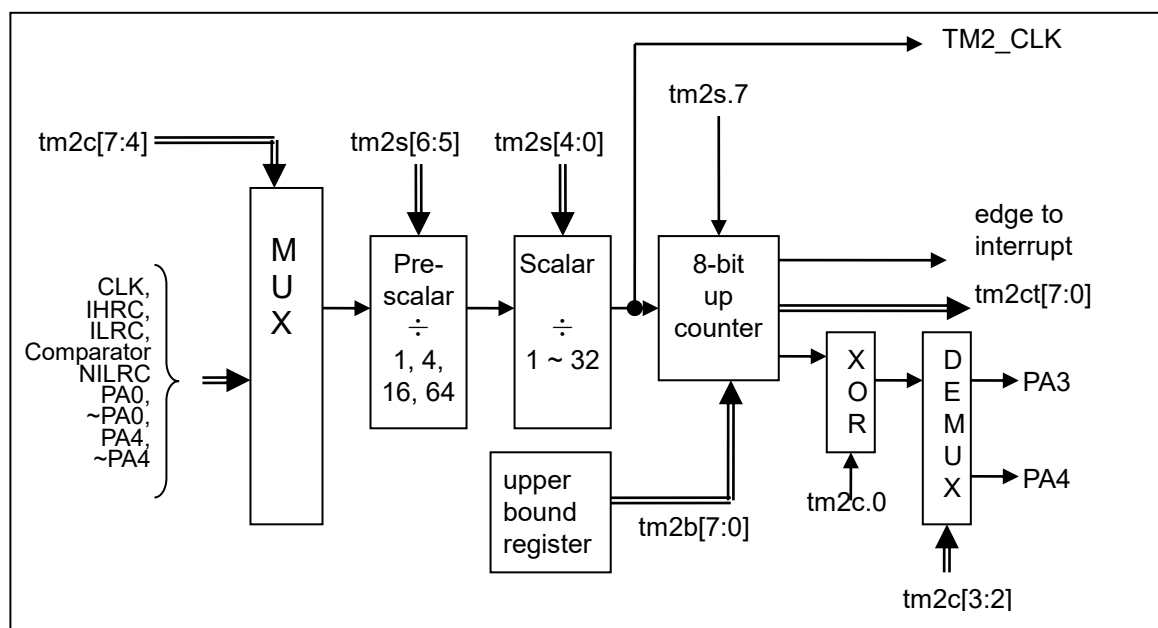 TM2_CLK
tm2s.7
tm2c[7:4]
tm2s[6:5]
tm2s[4:0]
M
U
X
CLK,
IHRC,
ILRC,
Comparator
NILRC
PA0,
~PA0,
PA4,
~PA4
Pre-
scalar
÷
1, 4,
16, 64
Scalar
÷
1 ~ 32
8-bit
up
counter
edge to
interrupt
tm2ct[7:0]
X
O
R
D
E
M
U
X
PA3
PA4
upper
bound
register
tm2b[7:0]
tm2c.0
tm2c[3:2]